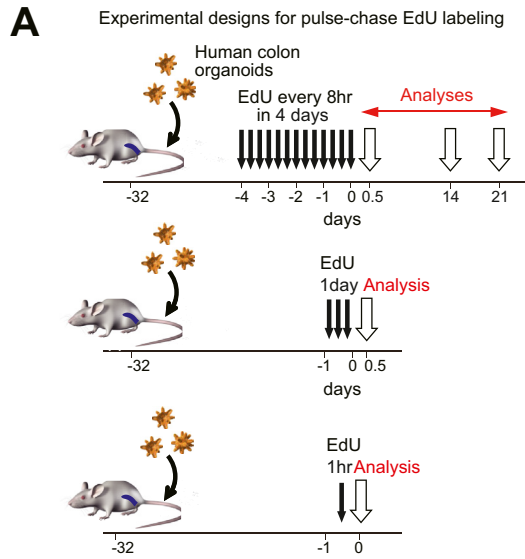 A
Experimental designs for pulse-chase EdU labeling
Human colon
organoids
EdU every 8hr
in 4 days
Analyses
-32 -4 -3 -2 -1 0 0.5 14 21
days
EdU
1day Analysis
-32 -1 0 0.5
days
EdU
1hr Analysis
-32 -1 0